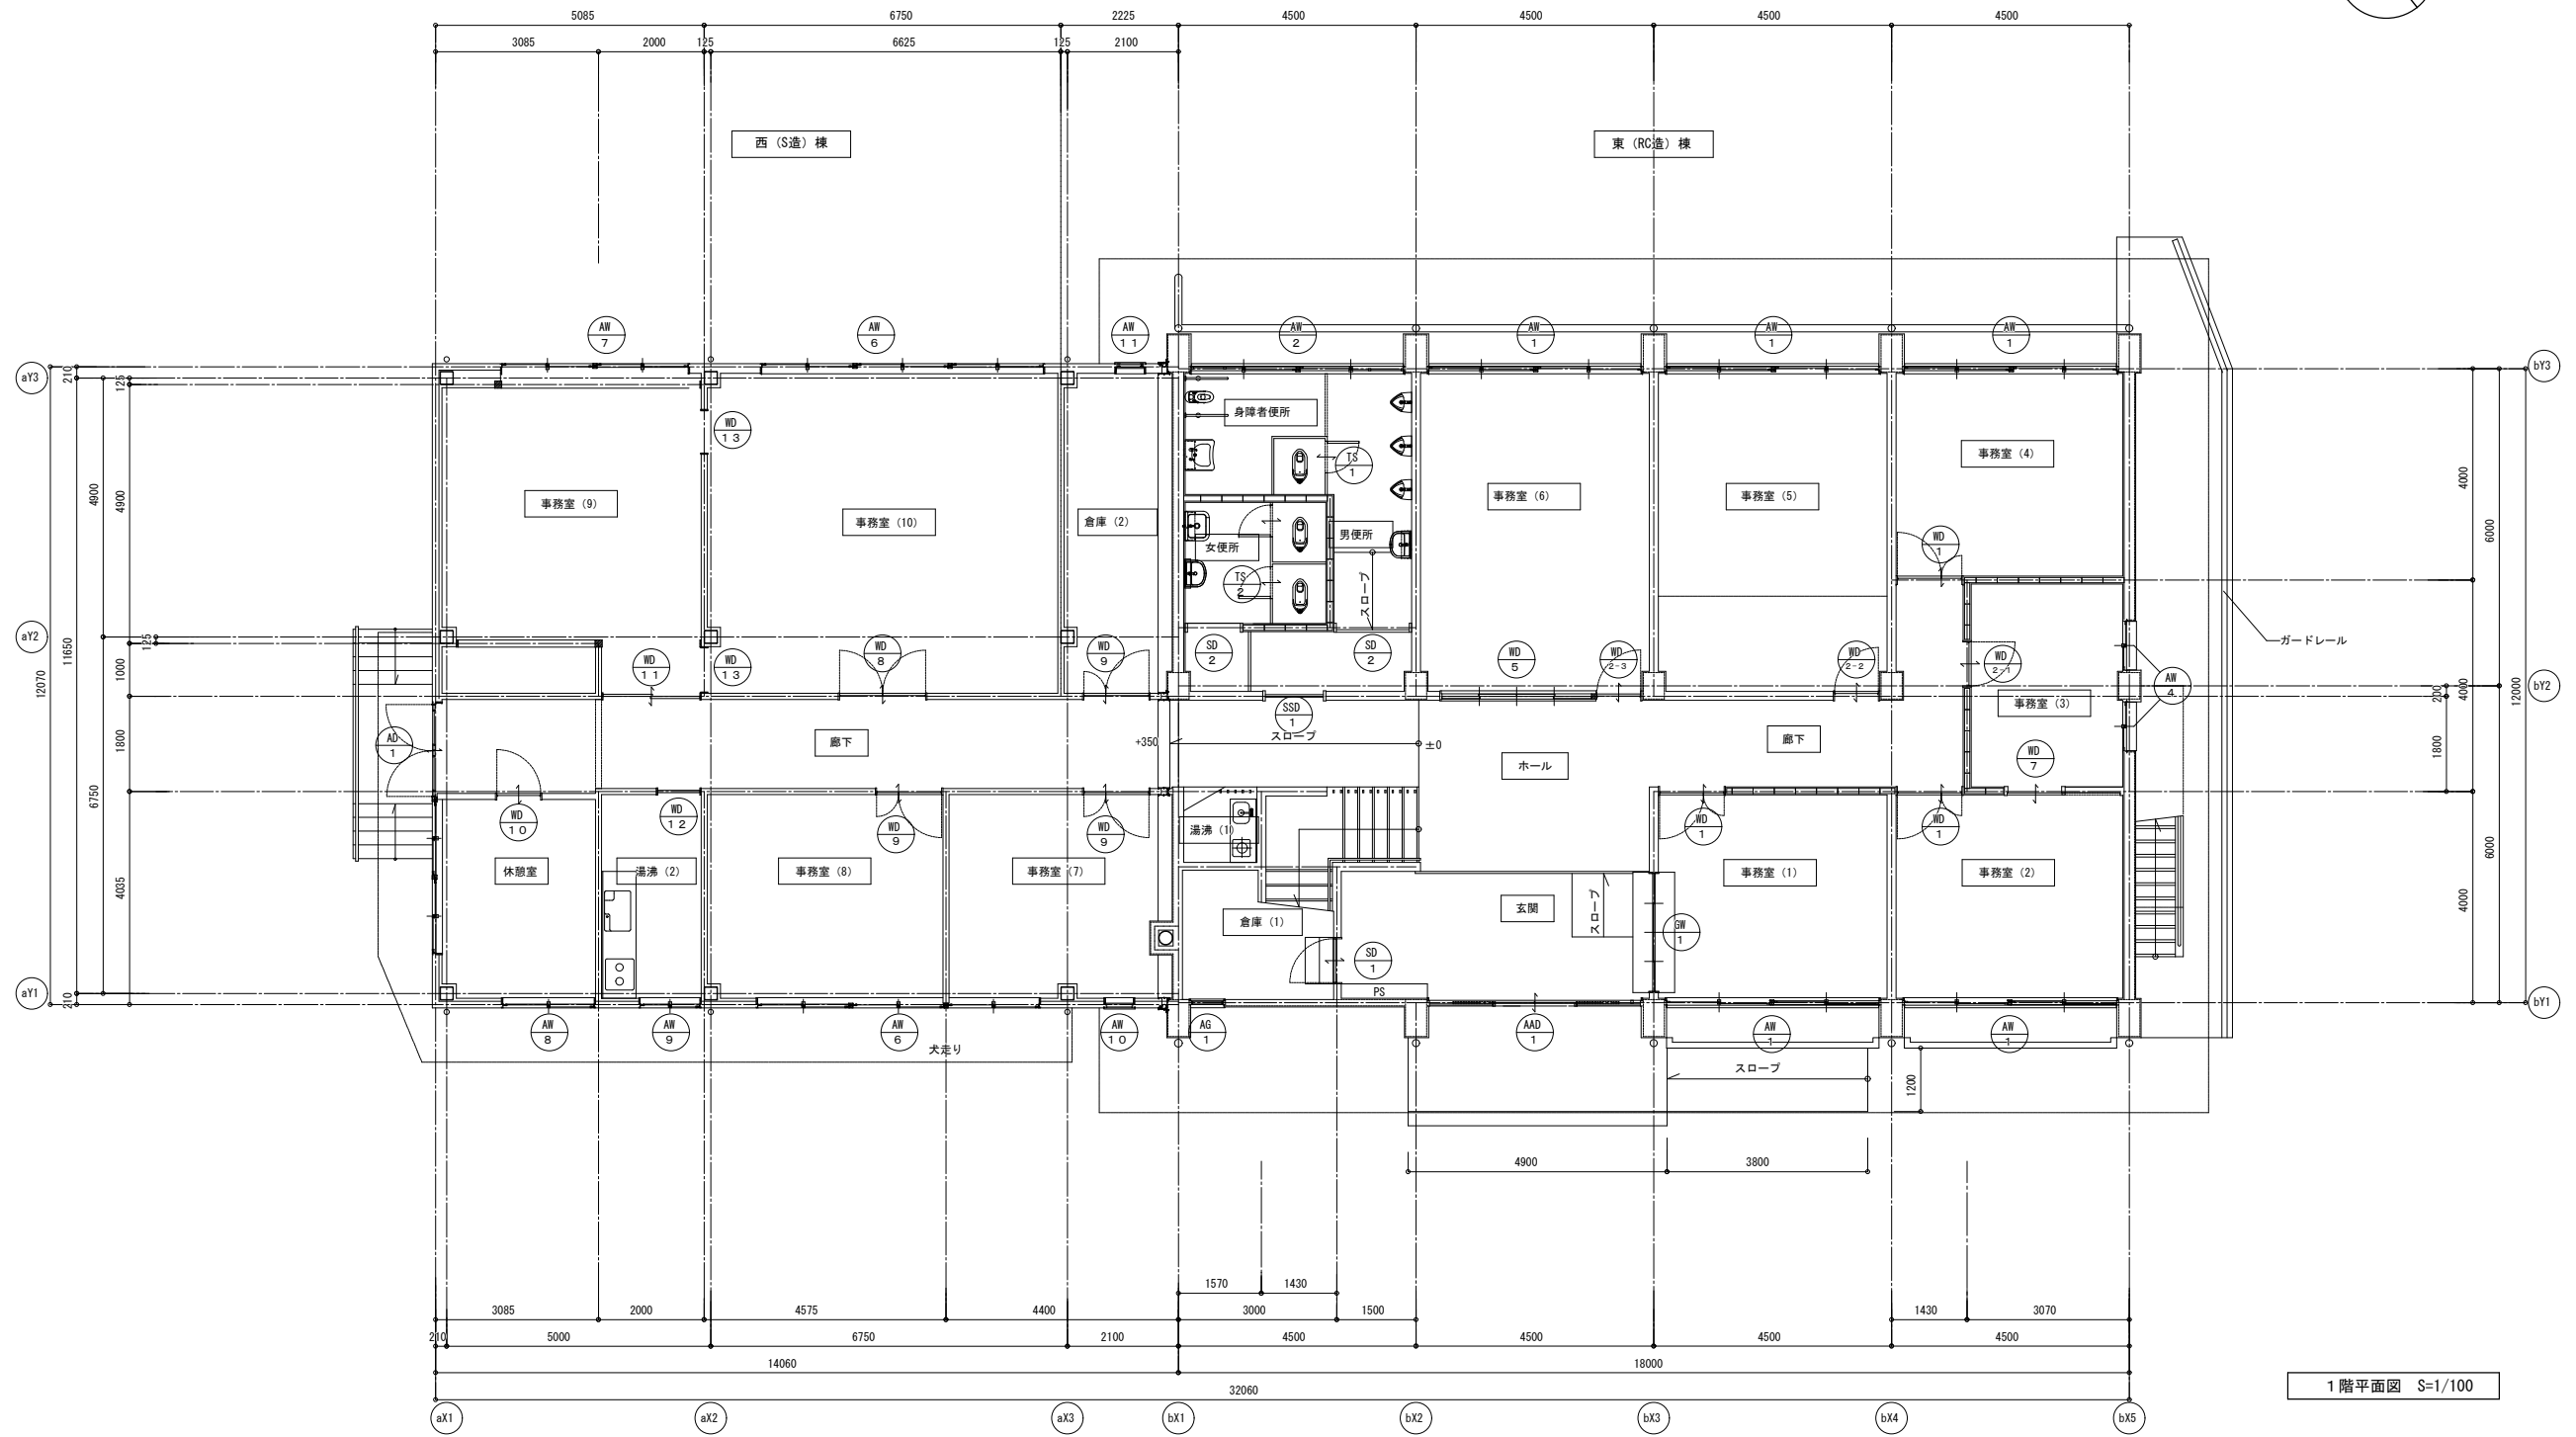 5085 6750 2225 4500 4500 4500 4500
3085 2000 125 6625 125 2100
西（S造）棟
東（RC造）棟
AW
7
AW
6
AW
11
AW
2
AW
1
AW
1
AW
1
aY3
bY3
210
125
WD
13
身障者便所
TS
1
事務室（4）
4900
4900
4000
事務室（9）
事務室（10）
倉庫（2）
事務室（6）
事務室（5）
女便所
男便所
WD
1
6000
TS
2
スロープ
aY2
125
11650
12070
1000
WD
11
WD
13
WD
8
WD
9
SD
2
SD
2
WD
5
WD
2-3
WD
2-2
WD
2-1
ガードレール
AW
4
bY2
200
4000
12000
事務室（3）
SSD
1
スロープ
+350
±0
AD
1
1800
廊下
廊下
ホール
WD
7
1800
6750
WD
10
WD
12
WD
9
WD
9
湯沸（1）
WD
1
WD
1
4035
休憩室
湯沸（2）
事務室（8）
事務室（7）
事務室（1）
事務室（2）
6000
4000
倉庫（1）
玄関
スロープ
GW
1
SD
1
PS
aY1
210
bY1
AW
8
AW
9
AW
6
AW
10
AG
1
AAD
1
AW
1
AW
1
犬走り
スロープ
1200
4900 3800
1570 1430
3085 2000 4575 4400 3000 1500 1430 3070
210 5000 6750 2100 4500 4500 4500 4500
14060 18000
32060
１階平面図 S=1/100
aX1 aX2 aX3 bX1 bX2 bX3 bX4 bX5